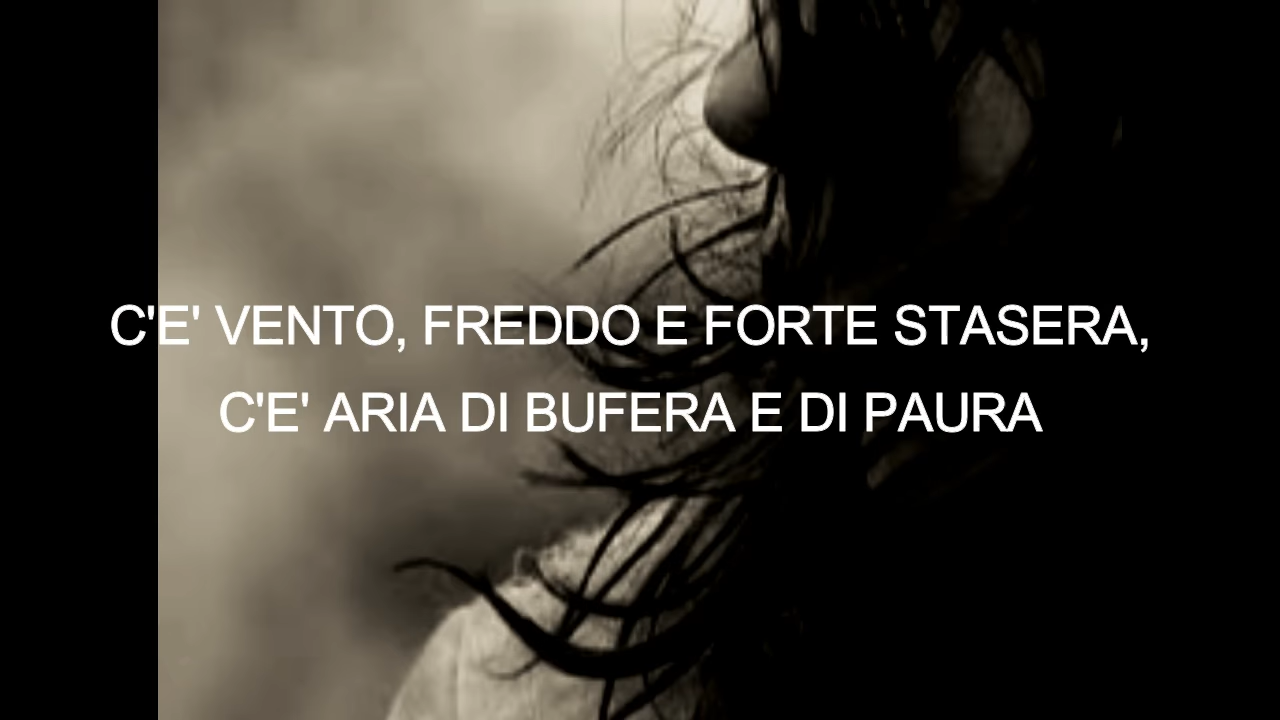 C'E' VENTO, FREDDO E FORTE STASERA,
C'E' ARIA DI BUFERA E DI PAURA